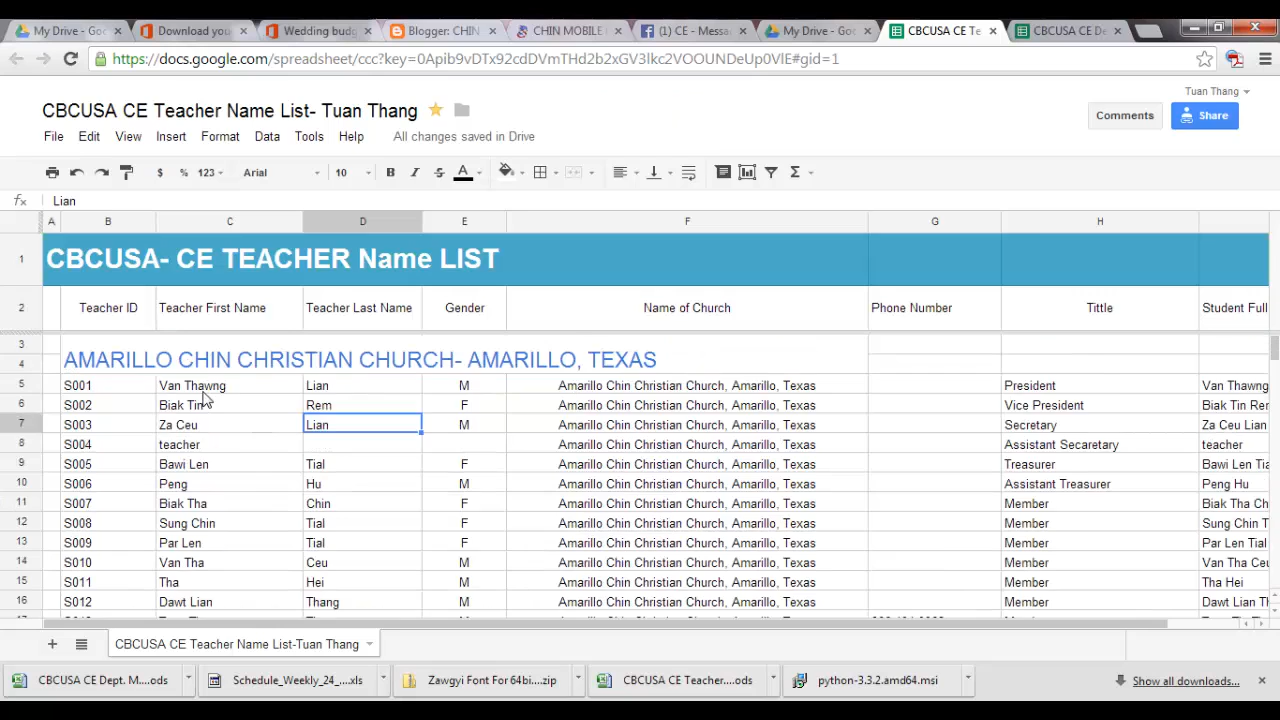 My Drive - Go
Download you
Wedding budg
Blogger: CHIN
CHIN MOBILE
(1) CE - Messa
My Drive - Go
CBCUSA CE Te
CBCUSA CE De
https://docs.google.com/spreadsheet/ccc?key=0Apib9vDTx92cdDVmTHd2b2xGV3lkc2VOOUNDeUp0VlE#gid=1
Tuan Thang
CBCUSA CE Teacher Name List- Tuan Thang
Comments Share
File Edit View Insert Format Data Tools Help All changes saved in Drive
$ % 123 Arial 10 B I S A Σ
fx Lian
A B C D E F G H
1 CBCUSA- CE TEACHER Name LIST
2 Teacher ID Teacher First Name Teacher Last Name Gender Name of Church Phone Number Tittle Student Full
3
4 AMARILLO CHIN CHRISTIAN CHURCH- AMARILLO, TEXAS
5 S001 Van Thawng Lian M Amarillo Chin Christian Church, Amarillo, Texas President Van Thawng
6 S002 Biak Tin Rem F Amarillo Chin Christian Church, Amarillo, Texas Vice President Biak Tin Rem
7 S003 Za Ceu Lian M Amarillo Chin Christian Church, Amarillo, Texas Secretary Za Ceu Lian
8 S004 teacher Amarillo Chin Christian Church, Amarillo, Texas Assistant Secaretary teacher
9 S005 Bawi Len Tial F Amarillo Chin Christian Church, Amarillo, Texas Treasurer Bawi Len Tia
10 S006 Peng Hu M Amarillo Chin Christian Church, Amarillo, Texas Assistant Treasurer Peng Hu
11 S007 Biak Tha Chin F Amarillo Chin Christian Church, Amarillo, Texas Member Biak Tha Ch
12 S008 Sung Chin Tial F Amarillo Chin Christian Church, Amarillo, Texas Member Sung Chin T
13 S009 Par Len Tial F Amarillo Chin Christian Church, Amarillo, Texas Member Par Len Tial
14 S010 Van Tha Ceu M Amarillo Chin Christian Church, Amarillo, Texas Member Van Tha Ceu
15 S011 Tha Hei M Amarillo Chin Christian Church, Amarillo, Texas Member Tha Hei
16 S012 Dawt Lian Thang M Amarillo Chin Christian Church, Amarillo, Texas Member Dawt Lian Th
CBCUSA CE Teacher Name List-Tuan Thang
CBCUSA CE Dept. M....ods
Schedule_Weekly_24_....xls
Zawgyi Font For 64bi....zip
CBCUSA CE Teacher....ods
python-3.3.2.amd64.msi
Show all downloads...